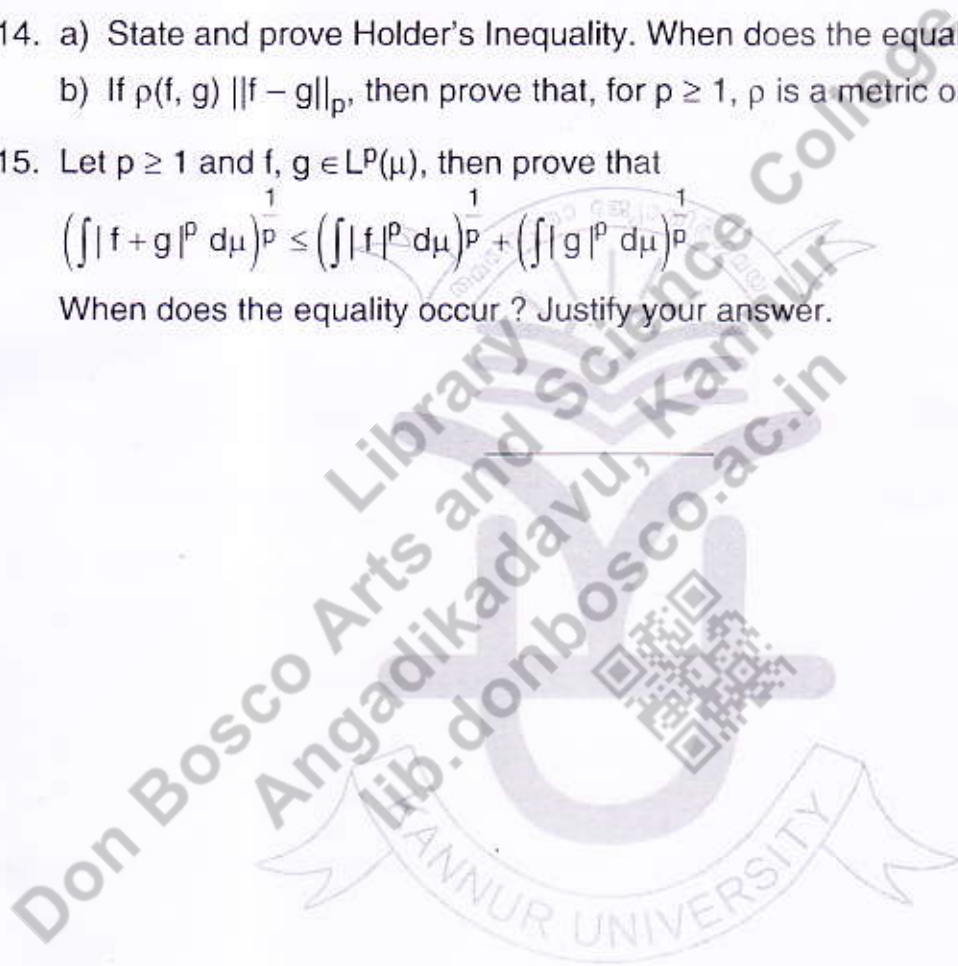 14. a) State and prove Holder's Inequality. When does the equal
b) If ρ(f, g) ||f – g||ₚ, then prove that, for p ≥ 1, ρ is a metric o
15. Let p ≥ 1 and f, g ∈ Lᵖ(μ), then prove that
(∫| f + g |ᵖ dμ)^(1/p) ≤ (∫| f |ᵖ dμ)^(1/p) + (∫| g |ᵖ dμ)^(1/p)
When does the equality occur ? Justify your answer.
Library
Don Bosco Arts and Science College
Angadikadavu, Kannur
lib.donbosco.ac.in
KANNUR UNIVERSITY